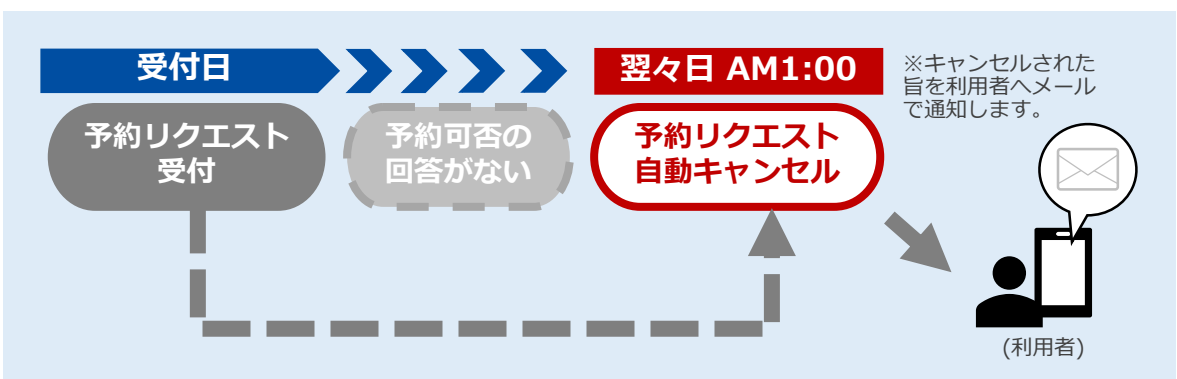 受付日
翌々日 AM1:00
※キャンセルされた
旨を利用者へメール
で通知します。
予約リクエスト
受付
予約可否の
回答がない
予約リクエスト
自動キャンセル
(利用者)